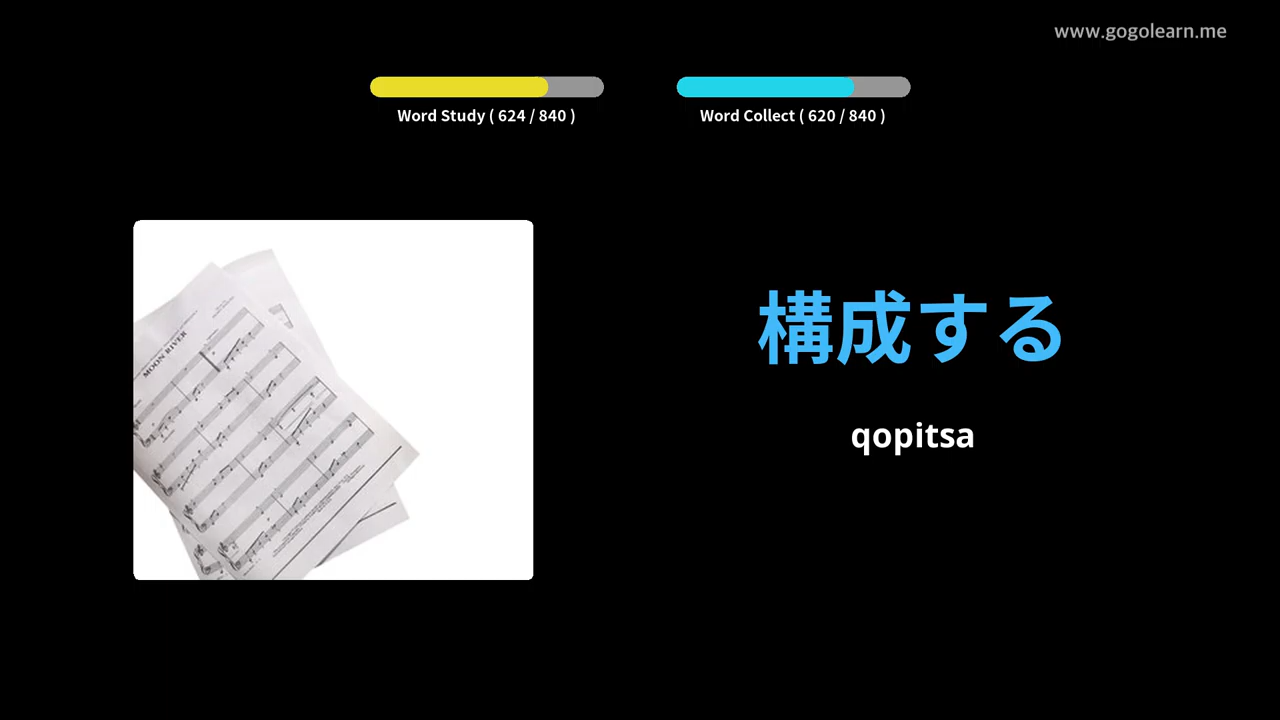 www.gogolearn.me
Word Study ( 624 / 840 )
Word Collect ( 620 / 840 )
MOON RIVER
構成する
qopitsa